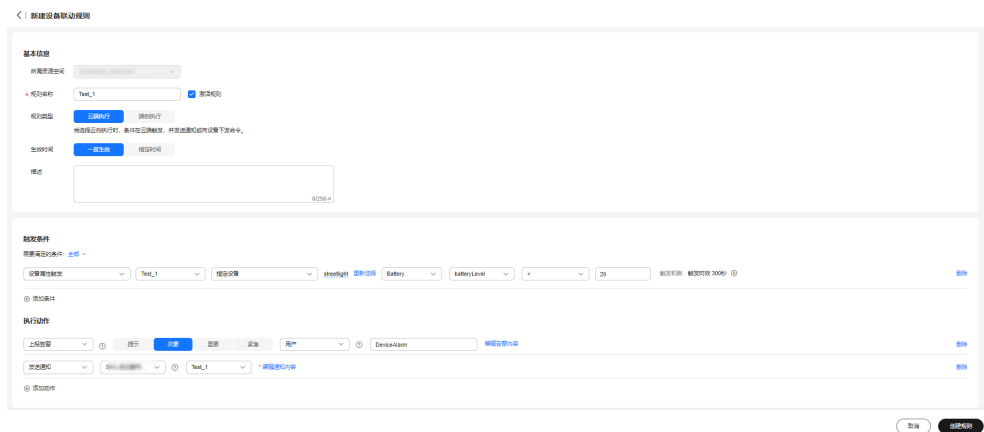 新建设备联动规则
基本信息
所属资源空间
* 规则名称 Test_1 激活规则
规则类型 云端执行 端侧执行
当选择云侧执行时，条件在云端触发，并发送通知或向设备下发命令。
生效时间 一直生效 指定时间
描述
0/256
触发条件
需要满足的条件: 全部
设备属性触发 Test_1 指定设备 streetlight 重新选择 Battery batteryLevel < 20 触发机制 触发时效 300秒 删除
添加条件
执行动作
上报告警 提示 次要 重要 紧急 用户 DeviceAlarm 编辑告警内容 删除
发送通知 Test_1 * 编辑通知内容 删除
添加动作
取消 创建规则